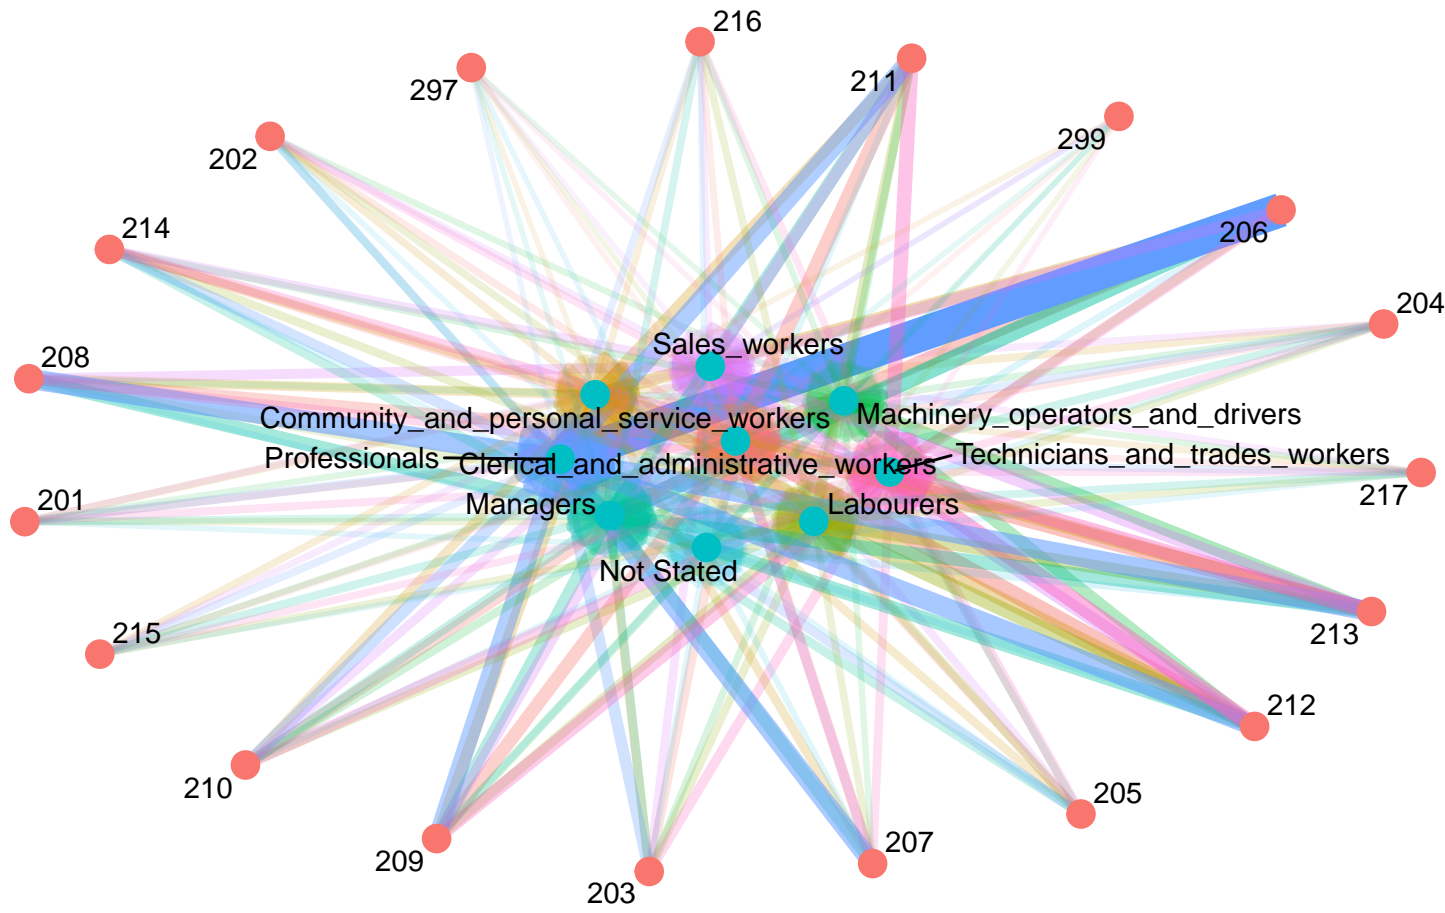 216
211
297
299
202
214
206
204
208
Sales_workers
Community_and_personal_service_workers
Machinery_operators_and_drivers
Professionals
Clerical_and_administrative_workers
Technicians_and_trades_workers
217
201
Managers
Labourers
Not Stated
215
213
212
210
205
209
207
203